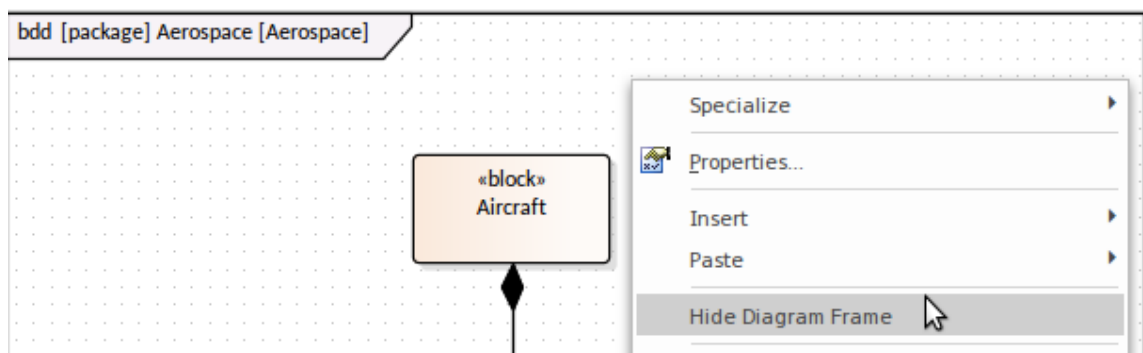 bdd [package] Aerospace [Aerospace]
«block»
Aircraft
Specialize
Properties...
Insert
Paste
Hide Diagram Frame